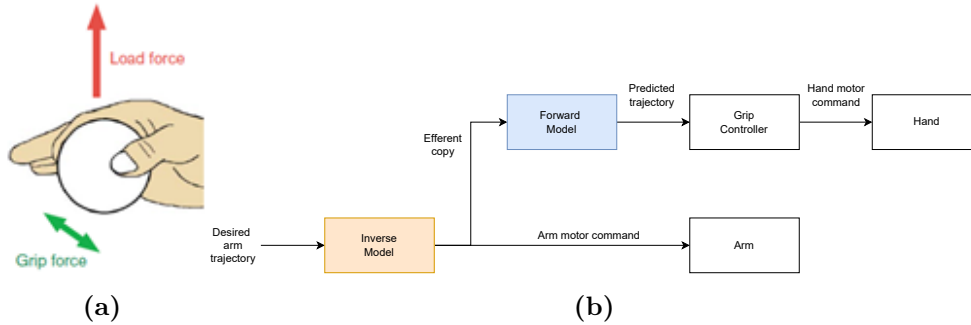 Load force
Grip force
(a)
Desired
arm
trajectory
Inverse
Model
Efferent
copy
Forward
Model
Predicted
trajectory
Grip
Controller
Hand motor
command
Hand
Arm motor command
Arm
(b)